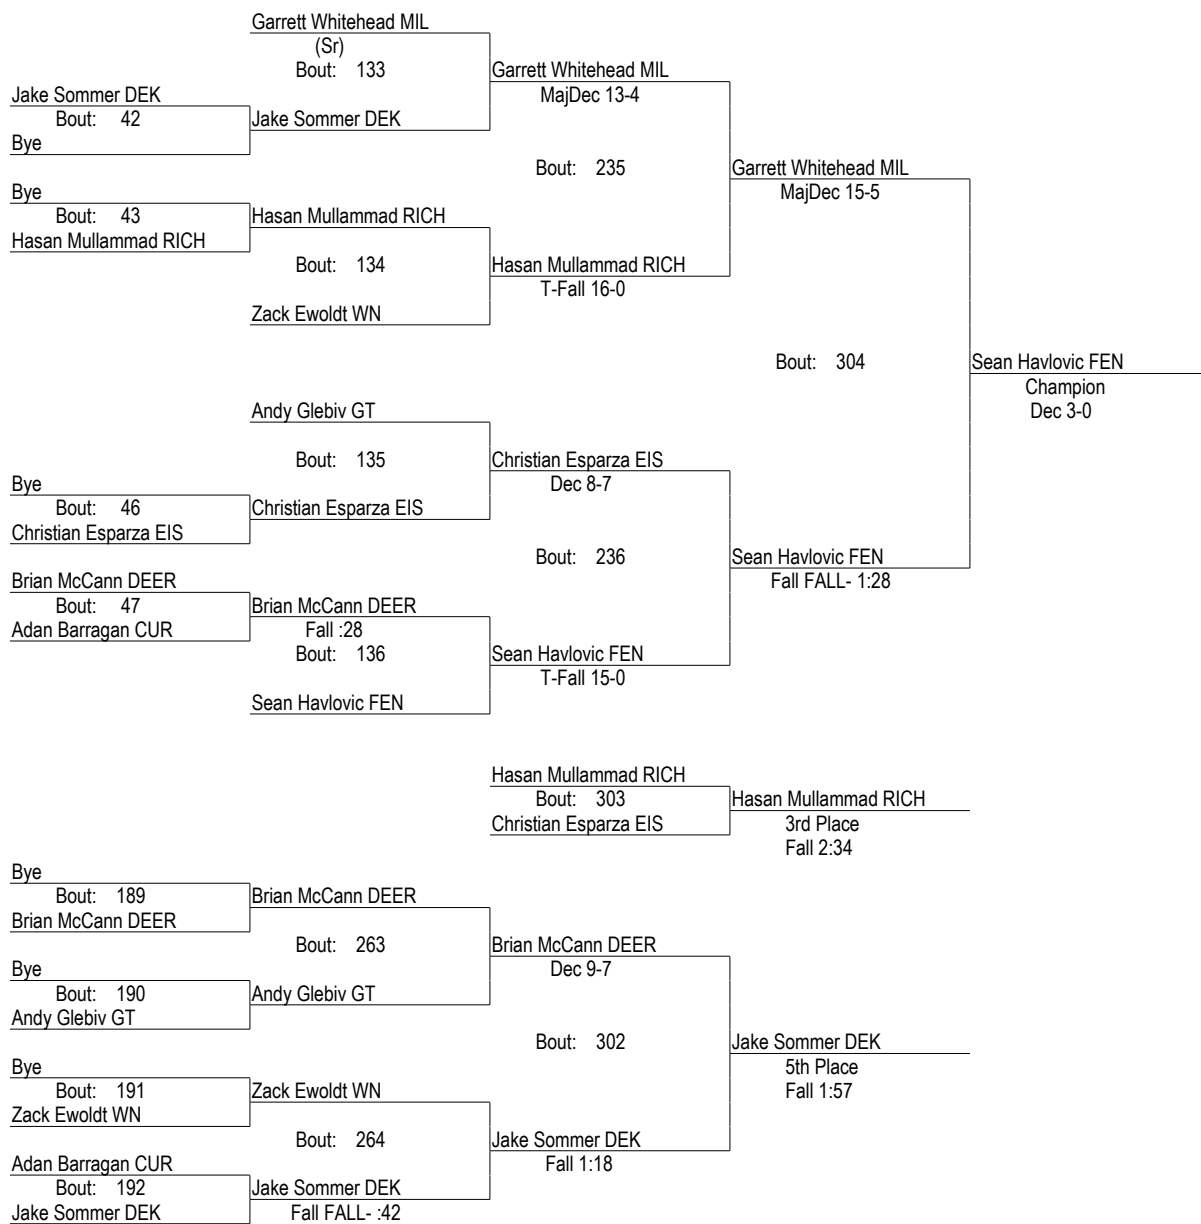 Garrett Whitehead MIL
(Sr)
Bout: 133
Garrett Whitehead MIL
MajDec 13-4
Jake Sommer DEK
Bout: 42
Jake Sommer DEK
Bye
Bout: 235
Garrett Whitehead MIL
MajDec 15-5
Bye
Bout: 43
Hasan Mullammad RICH
Hasan Mullammad RICH
Bout: 134
Hasan Mullammad RICH
T-Fall 16-0
Zack Ewoldt WN
Bout: 304
Sean Havlovic FEN
Champion
Dec 3-0
Andy Glebiv GT
Bout: 135
Christian Esparza EIS
Dec 8-7
Bye
Bout: 46
Christian Esparza EIS
Christian Esparza EIS
Bout: 236
Sean Havlovic FEN
Fall FALL- 1:28
Brian McCann DEER
Bout: 47
Brian McCann DEER
Adan Barragan CUR
Fall :28
Bout: 136
Sean Havlovic FEN
T-Fall 15-0
Sean Havlovic FEN
Hasan Mullammad RICH
Bout: 303
Hasan Mullammad RICH
Christian Esparza EIS
3rd Place
Fall 2:34
Bye
Bout: 189
Brian McCann DEER
Brian McCann DEER
Bout: 263
Brian McCann DEER
Dec 9-7
Bye
Bout: 190
Andy Glebiv GT
Andy Glebiv GT
Bout: 302
Jake Sommer DEK
5th Place
Fall 1:57
Bye
Bout: 191
Zack Ewoldt WN
Zack Ewoldt WN
Bout: 264
Jake Sommer DEK
Fall 1:18
Adan Barragan CUR
Bout: 192
Jake Sommer DEK
Jake Sommer DEK
Fall FALL- :42